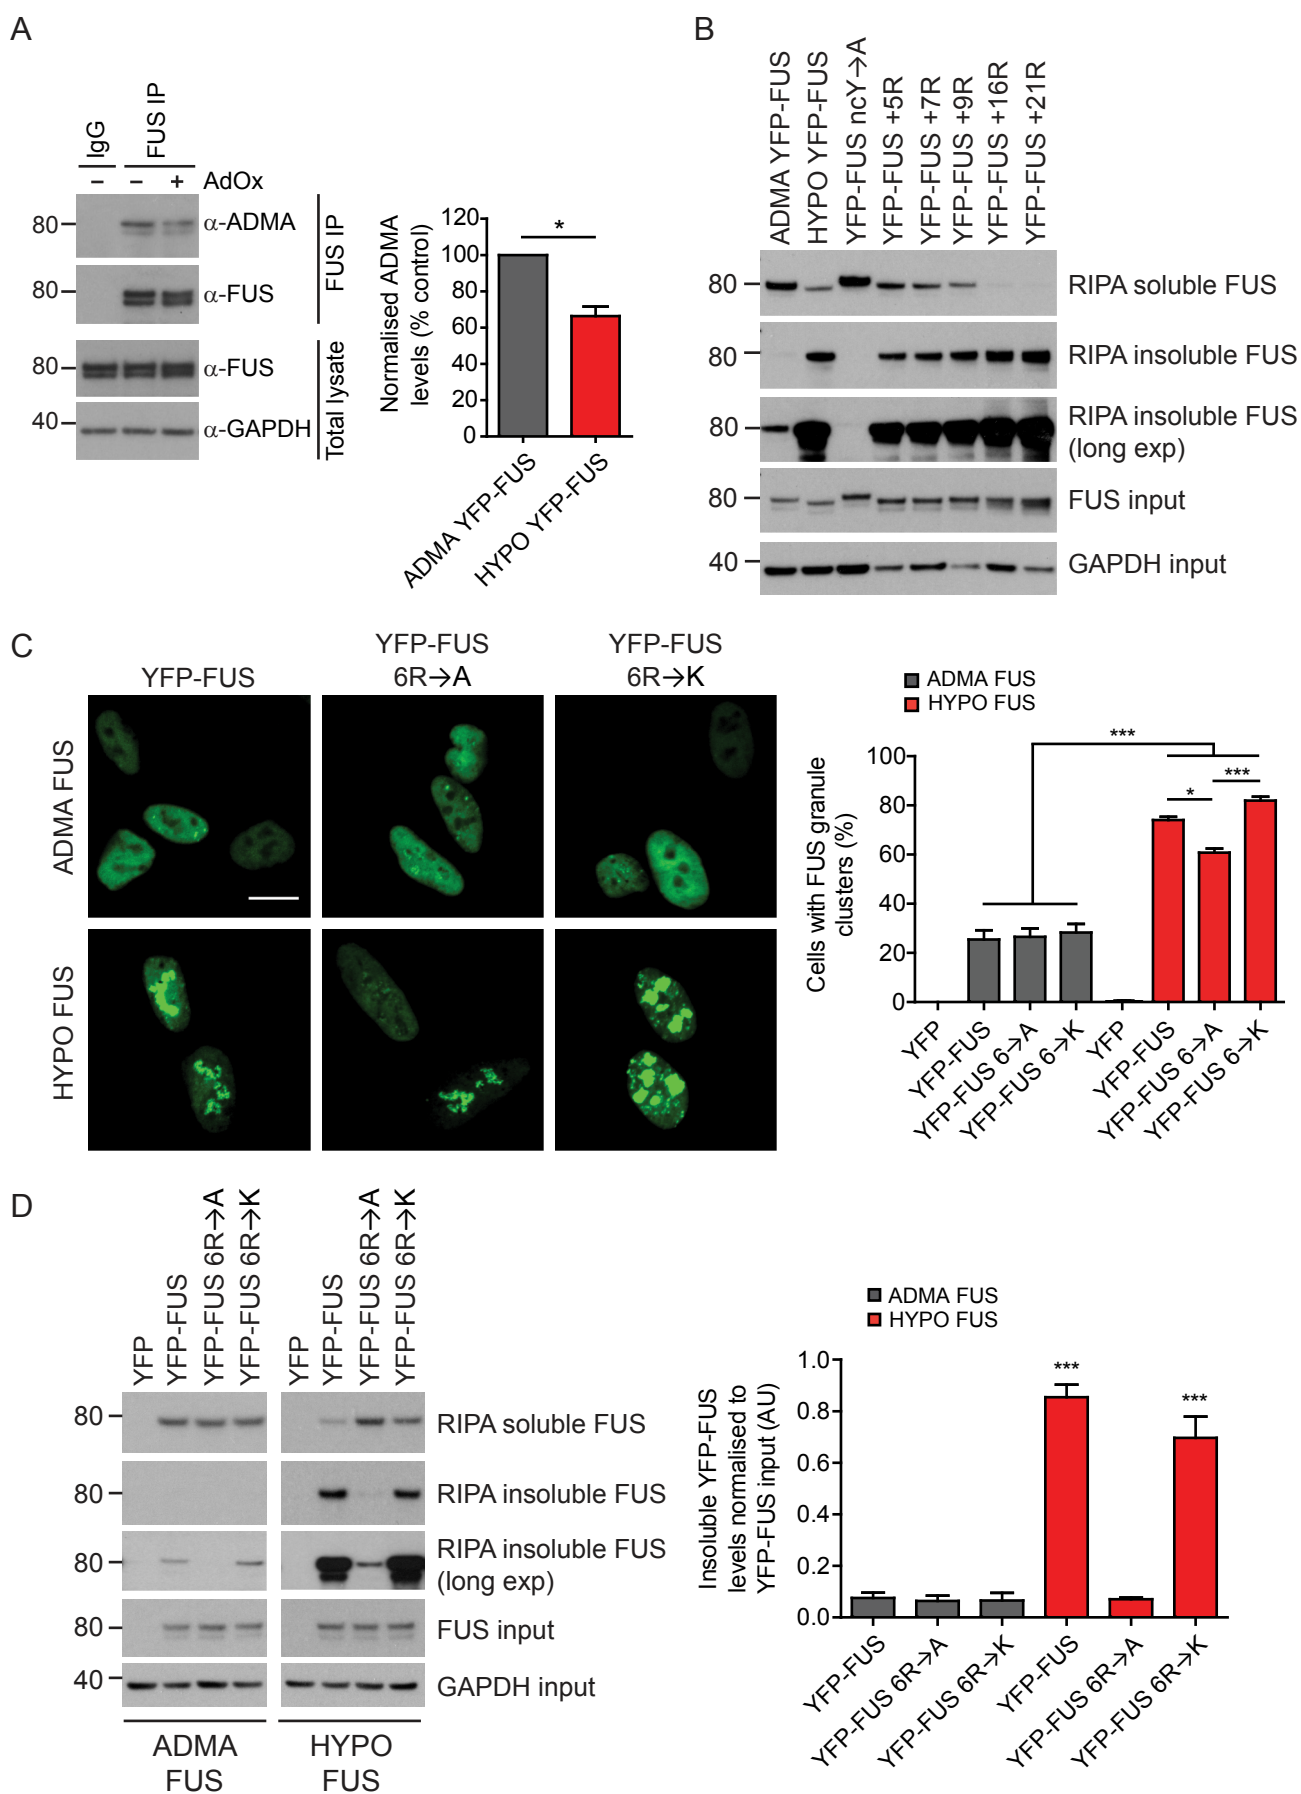 A
IgG
FUS IP
− − + AdOx
80 α-ADMA
80 α-FUS
FUS IP
80 α-FUS
40 α-GAPDH
Total lysate
Normalised ADMA
levels (% control)
120
100
80
60
40
20
0
*
ADMA YFP-FUS
HYPO YFP-FUS
B
ADMA YFP-FUS
HYPO YFP-FUS
YFP-FUS ncY→A
YFP-FUS +5R
YFP-FUS +7R
YFP-FUS +9R
YFP-FUS +16R
YFP-FUS +21R
80 RIPA soluble FUS
80 RIPA insoluble FUS
80 RIPA insoluble FUS
(long exp)
80 FUS input
40 GAPDH input
C
YFP-FUS
YFP-FUS
6R→A
YFP-FUS
6R→K
ADMA FUS
HYPO FUS
ADMA FUS
HYPO FUS
Cells with FUS granule
clusters (%)
100
80
60
40
20
0
***
*
***
YFP
YFP-FUS
YFP-FUS 6→A
YFP-FUS 6→K
YFP
YFP-FUS
YFP-FUS 6→A
YFP-FUS 6→K
D
YFP
YFP-FUS
YFP-FUS 6R→A
YFP-FUS 6R→K
YFP
YFP-FUS
YFP-FUS 6R→A
YFP-FUS 6R→K
80 RIPA soluble FUS
80 RIPA insoluble FUS
80 RIPA insoluble FUS
(long exp)
80 FUS input
40 GAPDH input
ADMA
FUS
HYPO
FUS
ADMA FUS
HYPO FUS
Insoluble YFP-FUS
levels normalised to
YFP-FUS input (AU)
1.0
0.8
0.6
0.4
0.2
0.0
***
***
YFP-FUS
YFP-FUS 6R→A
YFP-FUS 6R→K
YFP-FUS
YFP-FUS 6R→A
YFP-FUS 6R→K